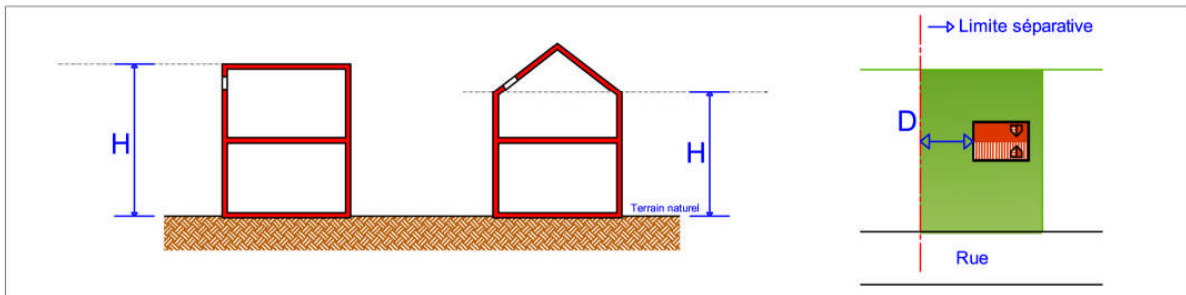 H
H
Terrain naturel
Limite séparative
D
Rue